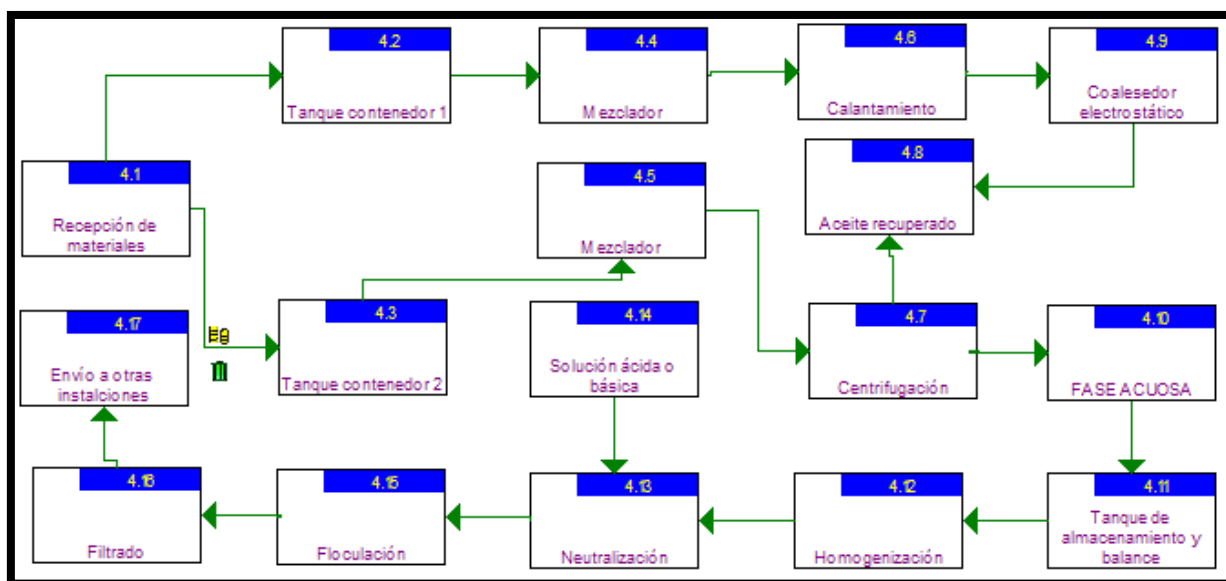 4.2
Tanque contenedor 1
4.4
Mezclador
4.6
Calantamiento
4.9
Coalesedor
electrostático
4.1
Recepción de
materiales
4.5
Mezclador
4.8
Aceite recuperado
4.17
Envío a otras
instalciones
4.3
Tanque contenedor 2
4.14
Solución ácida o
básica
4.7
Centrifugación
4.10
FASE ACUOSA
4.16
Filtrado
4.15
Floculación
4.13
Neutralización
4.12
Homogenización
4.11
Tanque de
almacenamiento y
balance